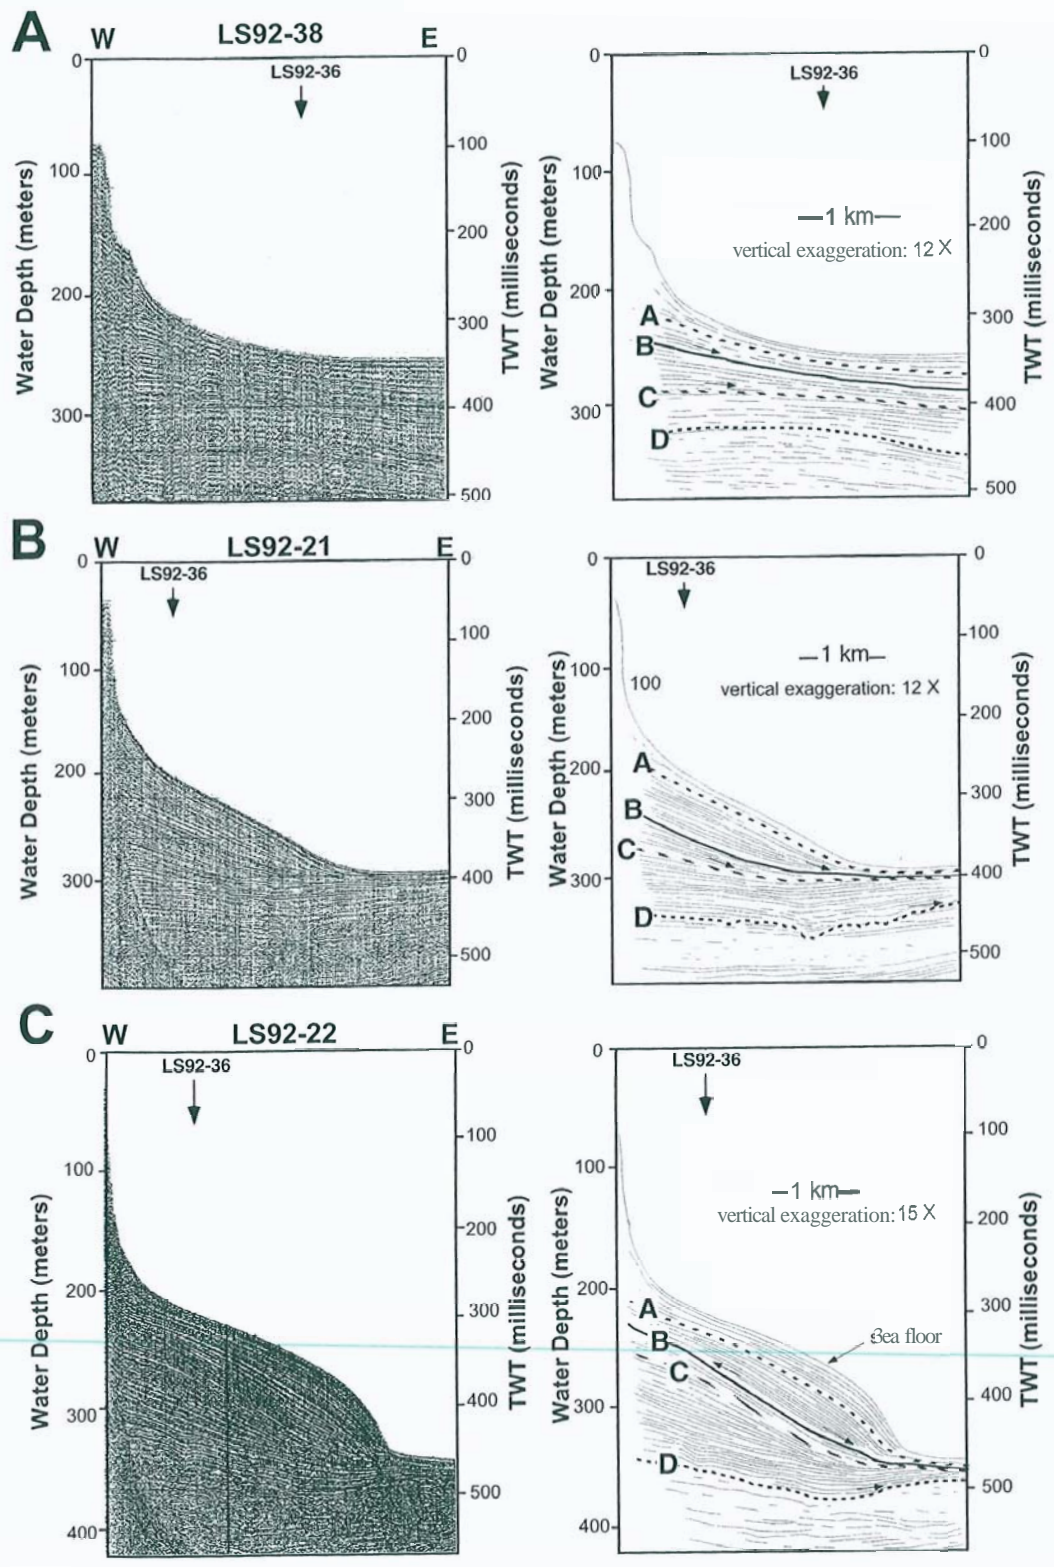 A
W LS92-38 E
LS92-36
0
100
200
300
Water Depth (meters)
0
100
200
300
400
500
TWT (milliseconds)
LS92-36
0
100
200
300
Water Depth (meters)
0
100
200
300
400
500
TWT (milliseconds)
1 km
vertical exaggeration: 12 X
A
B
C
D
B
W LS92-21 E
LS92-36
0
100
200
300
Water Depth (meters)
0
100
200
300
400
500
TWT (milliseconds)
LS92-36
0
100
200
300
Water Depth (meters)
100
0
100
200
300
400
500
TWT (milliseconds)
1 km
vertical exaggeration: 12 X
A
B
C
D
C
W LS92-22 E
LS92-36
0
100
200
300
400
Water Depth (meters)
0
100
200
300
400
500
TWT (milliseconds)
LS92-36
0
100
200
300
400
Water Depth (meters)
0
100
200
300
400
500
TWT (milliseconds)
1 km
vertical exaggeration: 15 X
A
B
C
D
Sea floor